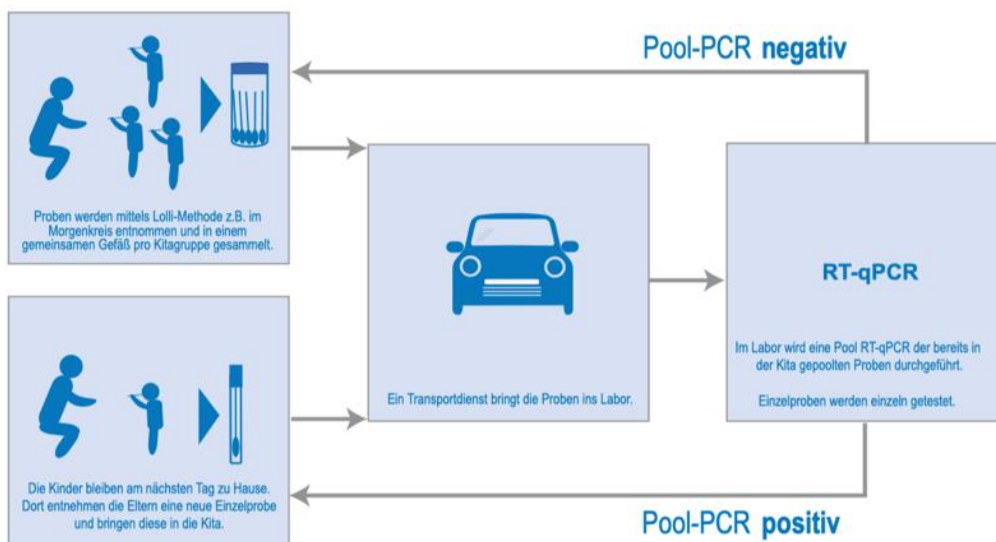 Pool-PCR negativ
Proben werden mittels Lolli-Methode z.B. im
Morgenkreis entnommen und in einem
gemeinsamen Gefäß pro Kitagruppe gesammelt.
Ein Transportdienst bringt die Proben ins Labor.
RT-qPCR
Im Labor wird eine Pool RT-qPCR der bereits in
der Kita gepoolten Proben durchgeführt.
Einzelproben werden einzeln getestet.
Die Kinder bleiben am nächsten Tag zu Hause.
Dort entnehmen die Eltern eine neue Einzelprobe
und bringen diese in die Kita.
Pool-PCR positiv